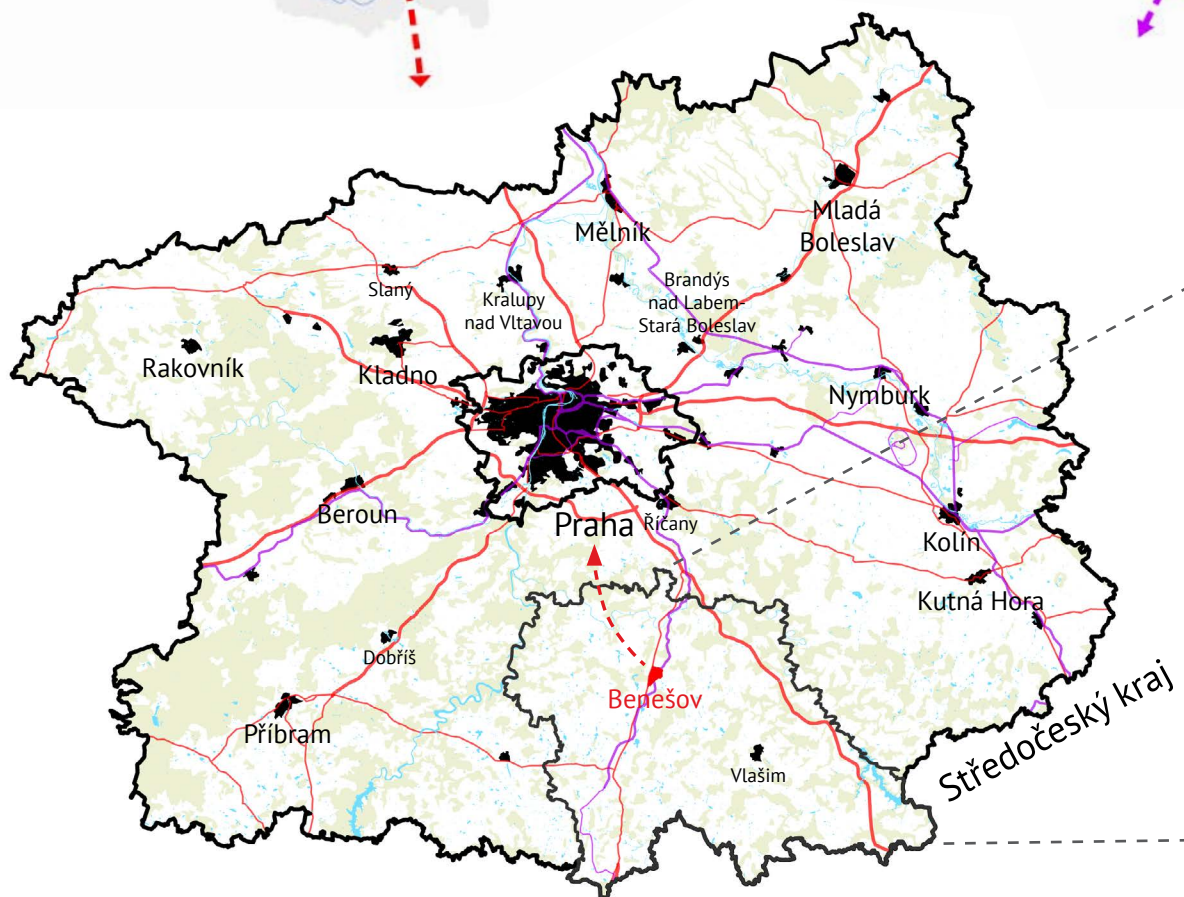 Mělník
Mladá
Boleslav
Slaný
Kralupy
nad Vltavou
Brandýs
nad Labem-
Stará Boleslav
Rakovník
Kladno
Nymburk
Beroun
Praha
Říčany
Kolín
Kutná Hora
Dobříš
Benešov
Příbram
Vlašim
Středočeský kraj